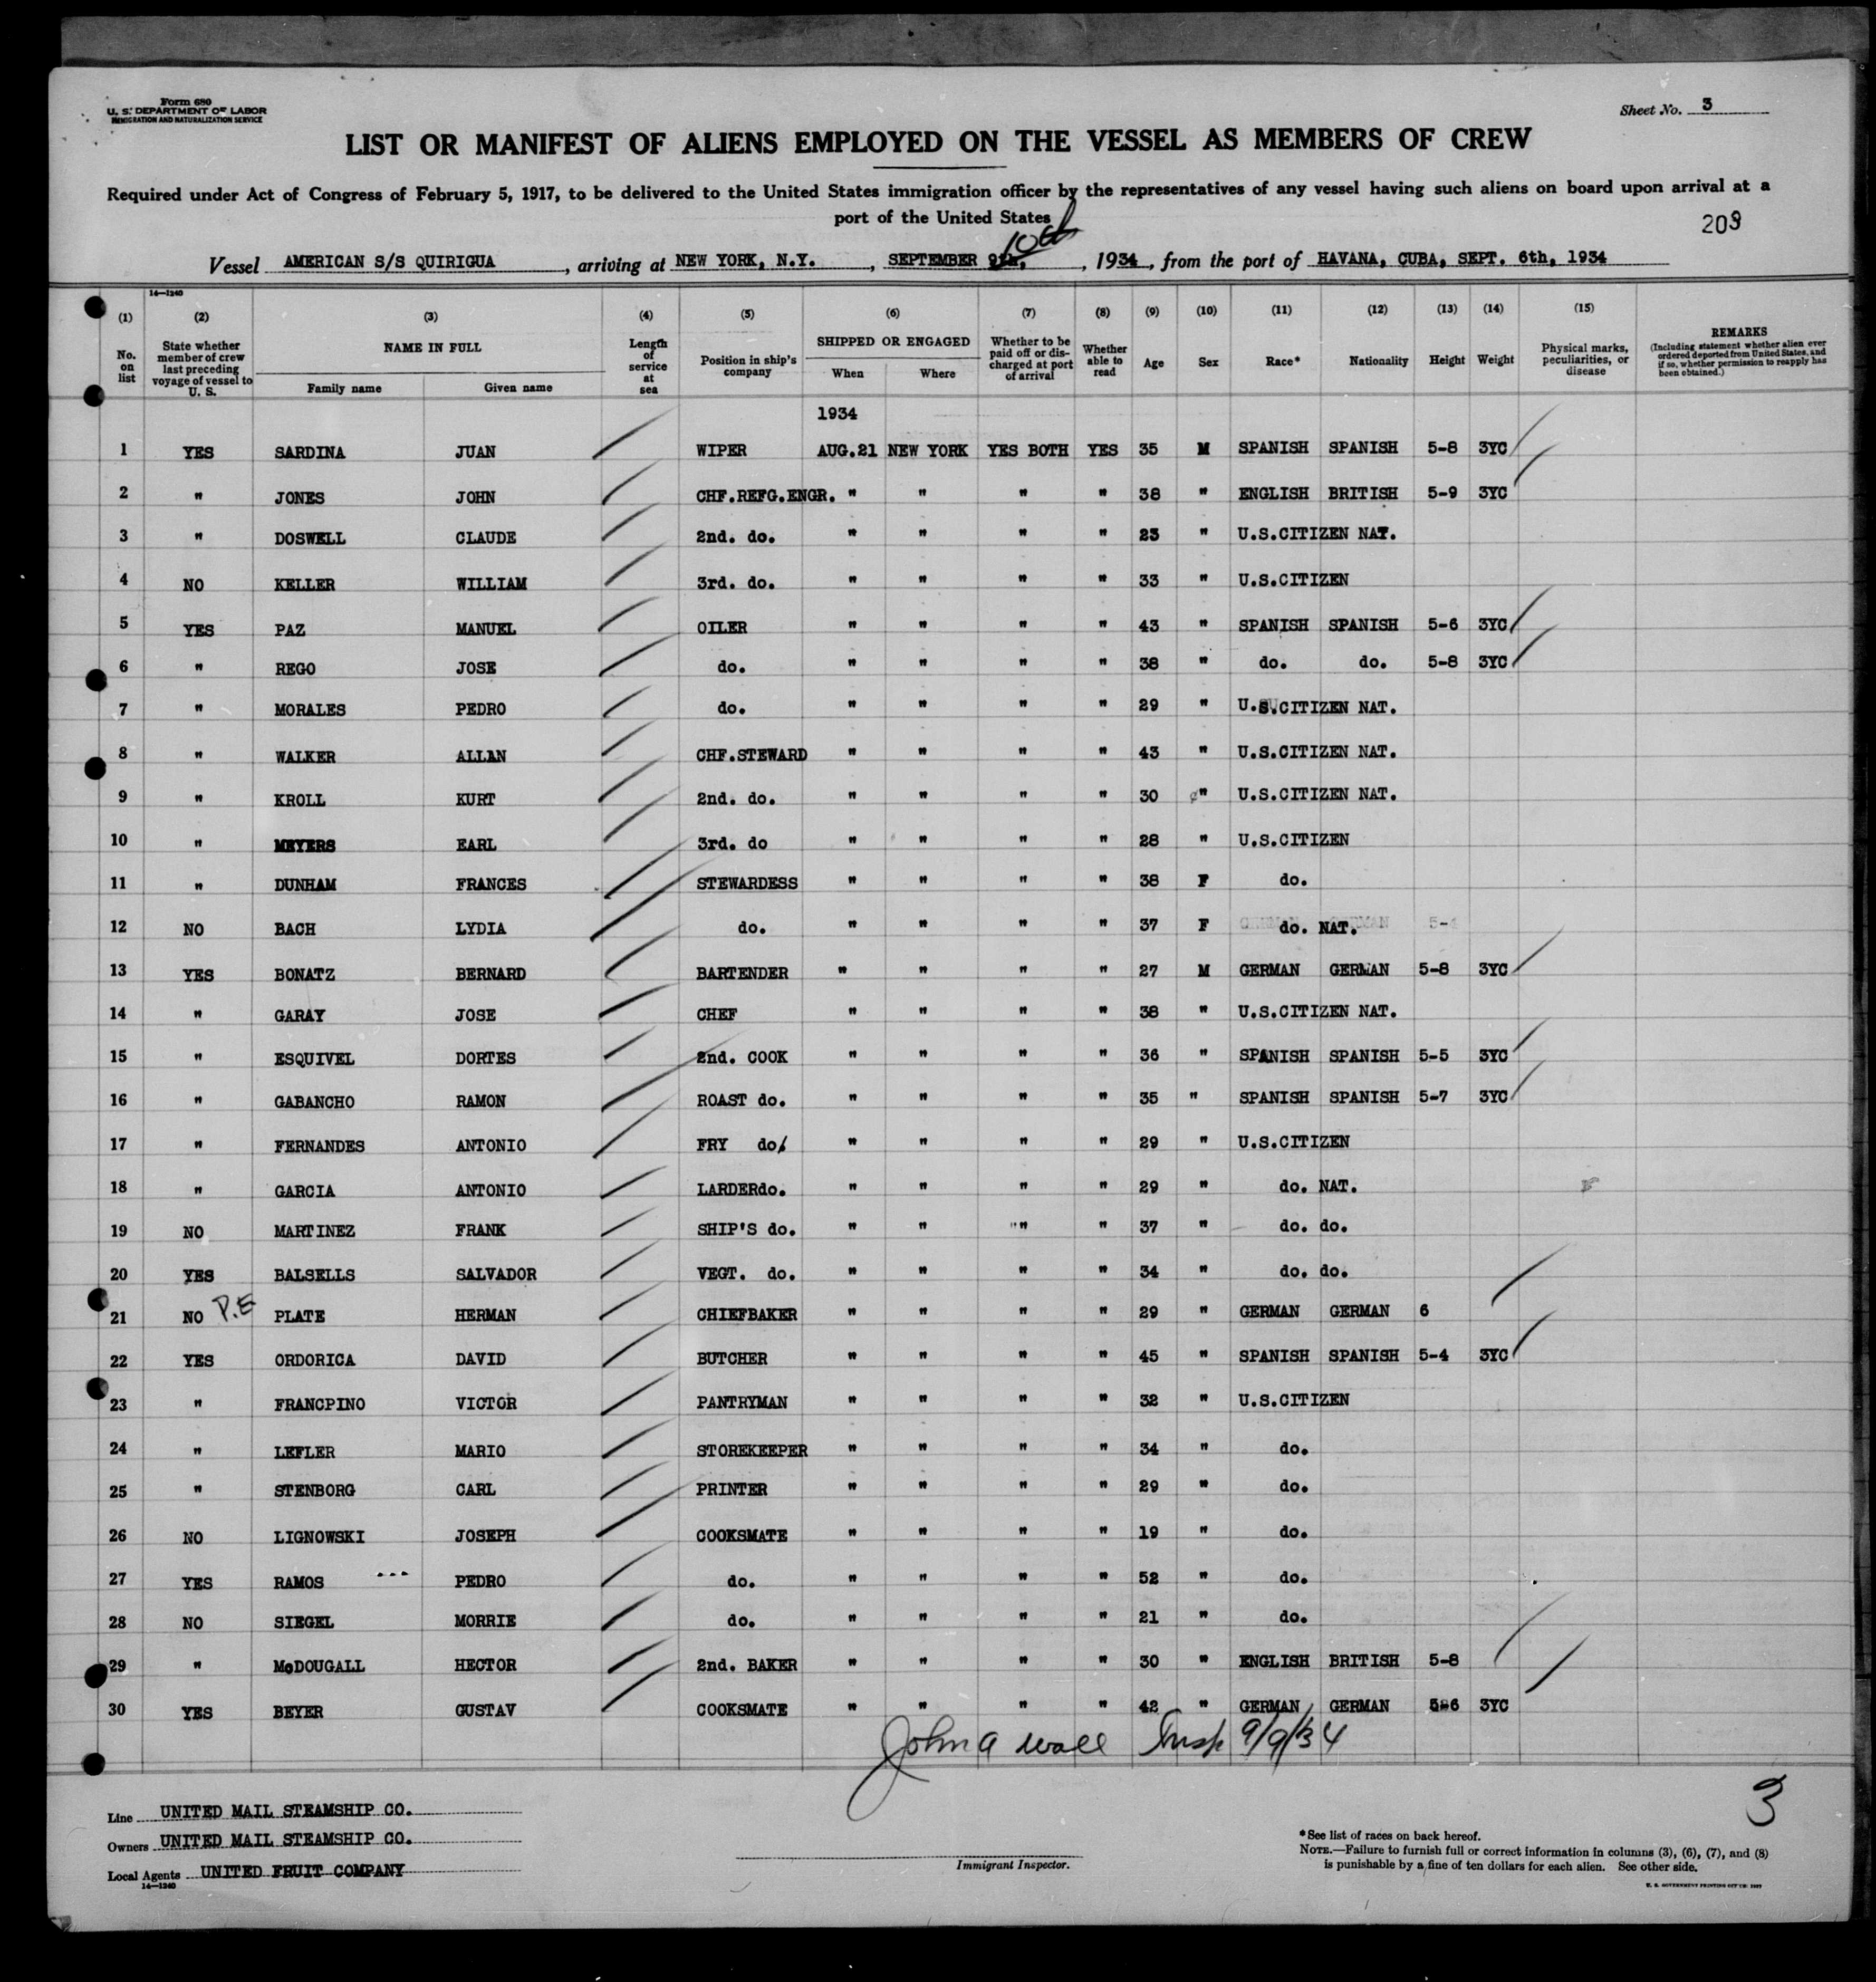 Form 680
U. S. DEPARTMENT OF LABOR
IMMIGRATION AND NATURALIZATION SERVICE
Sheet No. 3
LIST OR MANIFEST OF ALIENS EMPLOYED ON THE VESSEL AS MEMBERS OF CREW
Required under Act of Congress of February 5, 1917, to be delivered to the United States immigration officer by the representatives of any vessel having such aliens on board upon arrival at a
port of the United States
203
10th
Vessel AMERICAN S/S QUIRIGUA, arriving at NEW YORK, N.Y., SEPTEMBER 9th, 1934, from the port of HAVANA, CUBA, SEPT. 6th, 1934
14—1240
(1) (2) (3) (4) (5) (6) (7) (8) (9) (10) (11) (12) (13) (14) (15)
No. on list State whether member of crew last preceding voyage of vessel to U. S. NAME IN FULL Family name Given name Length of service at sea Position in ship's company SHIPPED OR ENGAGED When Where Whether to be paid off or discharged at port of arrival Whether able to read Age Sex Race* Nationality Height Weight Physical marks, peculiarities, or disease REMARKS (Including statement whether alien ever ordered deported from United States, and if so, whether permission to reapply has been obtained.)
1934
1 YES SARDINA JUAN WIPER AUG.21 NEW YORK YES BOTH YES 35 M SPANISH SPANISH 5-8 3YC
2 " JONES JOHN CHF.REFG.ENGR. " " " " 38 " ENGLISH BRITISH 5-9 3YC
3 " DOSWELL CLAUDE 2nd. do. " " " " 23 " U.S.CITIZEN NAT.
4 NO KELLER WILLIAM 3rd. do. " " " " 33 " U.S.CITIZEN
5 YES PAZ MANUEL OILER " " " " 43 " SPANISH SPANISH 5-6 3YC
6 " REGO JOSE do. " " " " 38 " do. do. 5-8 3YC
7 " MORALES PEDRO do. " " " " 29 " U.S.CITIZEN NAT.
8 " WALKER ALLAN CHF.STEWARD " " " " 43 " U.S.CITIZEN NAT.
9 " KROLL KURT 2nd. do. " " " " 30 " U.S.CITIZEN NAT.
10 " MEYERS EARL 3rd. do " " " " 28 " U.S.CITIZEN
11 " DUNHAM FRANCES STEWARDESS " " " " 38 F do.
12 NO BACH LYDIA do. " " " " 37 F do. NAT.
13 YES BONATZ BERNARD BARTENDER " " " " 27 M GERMAN GERMAN 5-8 3YC
14 " GARAY JOSE CHEF " " " " 38 " U.S.CITIZEN NAT.
15 " ESQUIVEL DORTES 2nd. COOK " " " " 36 " SPANISH SPANISH 5-5 3YC
16 " GABANCHO RAMON ROAST do. " " " " 35 " SPANISH SPANISH 5-7 3YC
17 " FERNANDES ANTONIO FRY do. " " " " 29 " U.S.CITIZEN
18 " GARCIA ANTONIO LARDERdo. " " " " 29 " do. NAT.
19 NO MARTINEZ FRANK SHIP'S do. " " " " 37 " do. do.
20 YES BALSELLS SALVADOR VEGT. do. " " " " 34 " do. do.
21 NO P.E PLATE HERMAN CHIEFBAKER " " " " 29 " GERMAN GERMAN 6
22 YES ORDORICA DAVID BUTCHER " " " " 45 " SPANISH SPANISH 5-4 3YC
23 " FRANCPINO VICTOR PANTRYMAN " " " " 32 " U.S.CITIZEN
24 " LEFLER MARIO STOREKEEPER " " " " 34 " do.
25 " STENBORG CARL PRINTER " " " " 29 " do.
26 NO LIGNOWSKI JOSEPH COOKSMATE " " " " 19 " do.
27 YES RAMOS PEDRO do. " " " " 52 " do.
28 NO SIEGEL MORRIE do. " " " " 21 " do.
29 " McDOUGALL HECTOR 2nd. BAKER " " " " 30 " ENGLISH BRITISH 5-8
30 YES BEYER GUSTAV COOKSMATE " " " " 42 " GERMAN GERMAN 5-6 3YC
John A Wall Insp 9/9/34
3
Line UNITED MAIL STEAMSHIP CO.
Owners UNITED MAIL STEAMSHIP CO.
Local Agents UNITED FRUIT COMPANY
14—1240
Immigrant Inspector.
*See list of races on back hereof.
NOTE.—Failure to furnish full or correct information in columns (3), (6), (7), and (8)
is punishable by a fine of ten dollars for each alien. See other side.